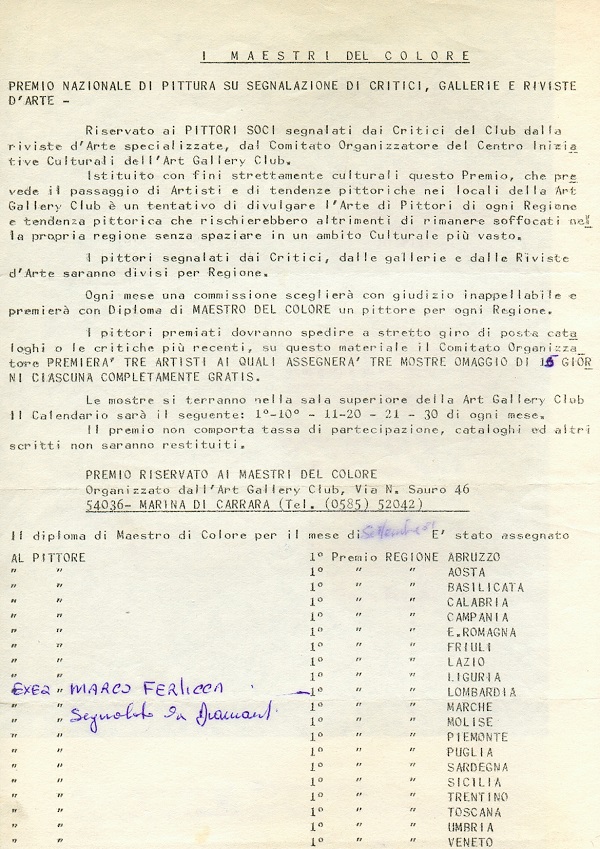 I MAESTRI DEL COLORE
PREMIO NAZIONALE DI PITTURA SU SEGNALAZIONE DI CRITICI, GALLERIE E RIVISTE
D'ARTE -
Riservato ai PITTORI SOCI segnalati dai Critici del Club dalla
riviste d'Arte specializzate, dal Comitato Organizzatore del Centro Inizia
tive Culturali dell'Art Gallery Club.
Istituito con fini strettamente culturali questo Premio, che pre
vede il passaggio di Artisti e di tendenze pittoriche nei locali della Art
Gallery Club è un tentativo di divulgare l'Arte di Pittori di ogni Regione
e tendenza pittorica che rischierebbero altrimenti di rimanere soffocati nel
la propria regione senza spaziare in un ambito Culturale più vasto.
I pittori segnalati dai Critici, dalle gallerie e dalle Riviste
d'Arte saranno divisi per Regione.
Ogni mese una commissione sceglierà con giudizio inappellabile e
premierà con Diploma di MAESTRO DEL COLORE un pittore per ogni Regione.
I pittori premiati dovranno spedire a stretto giro di posta cata
loghi o le critiche più recenti, su questo materiale il Comitato Organizza
tore PREMIERA' TRE ARTISTI AI QUALI ASSEGNERA' TRE MOSTRE OMAGGIO DI GIOR
NI CIASCUNA COMPLETAMENTE GRATIS.
Le mostre si terranno nella sala superiore della Art Gallery Club
Il Calendario sarà il seguente: 1°-10° - 11-20 - 21 - 30 di ogni mese.
Il premio non comporta tassa di partecipazione, cataloghi ed altri
scritti non saranno restituiti.
PREMIO RISERVATO AI MAESTRI DEL COLORE
Organizzato dall'Art Gallery Club, Via N. Sauro 46
54036- MARINA DI CARRARA (Tel. (0585) 52042)
Il diploma di Maestro di Colore per il mese di Settembre E' stato assegnato
AL PITTORE 1° Premio REGIONE ABRUZZO
" " 1° " " AOSTA
" " 1° " " BASILICATA
" " 1° " " CALABRIA
" " 1° " " CAMPANIA
" " 1° " " E.ROMAGNA
" " 1° " " FRIULI
" " 1° " " LAZIO
" " 1° " " LIGURIA
" MARCO 1° " " LOMBARDIA
" 1° " " MARCHE
" " 1° " " MOLISE
" " 1° " " PIEMONTE
" " 1° " " PUGLIA
" " 1° " " SARDEGNA
" " 1° " " SICILIA
" " 1° " " TRENTINO
" " 1° " " TOSCANA
" " 1° " " UMBRIA
" " 1° " " VENETO